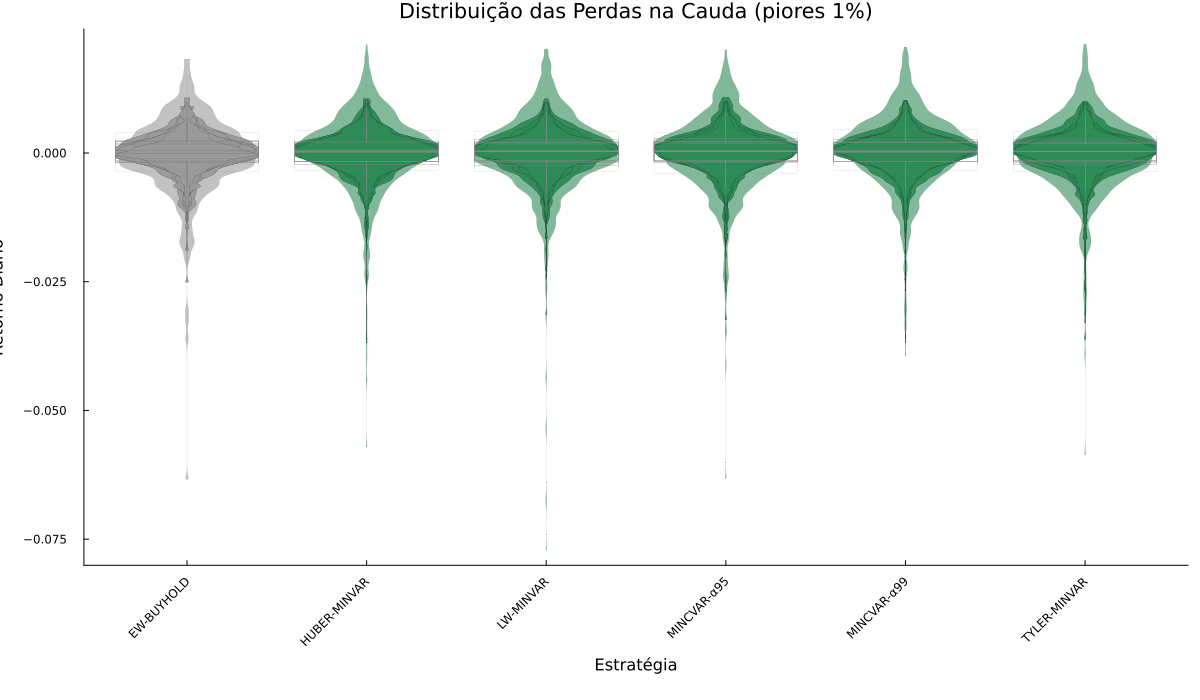 Distribuição das Perdas na Cauda (piores 1%)
0.000
−0.025
−0.050
−0.075
EW-BUYHOLD
HUBER-MINVAR
LW-MINVAR
MINCVAR-α95
MINCVAR-α99
TYLER-MINVAR
Estratégia